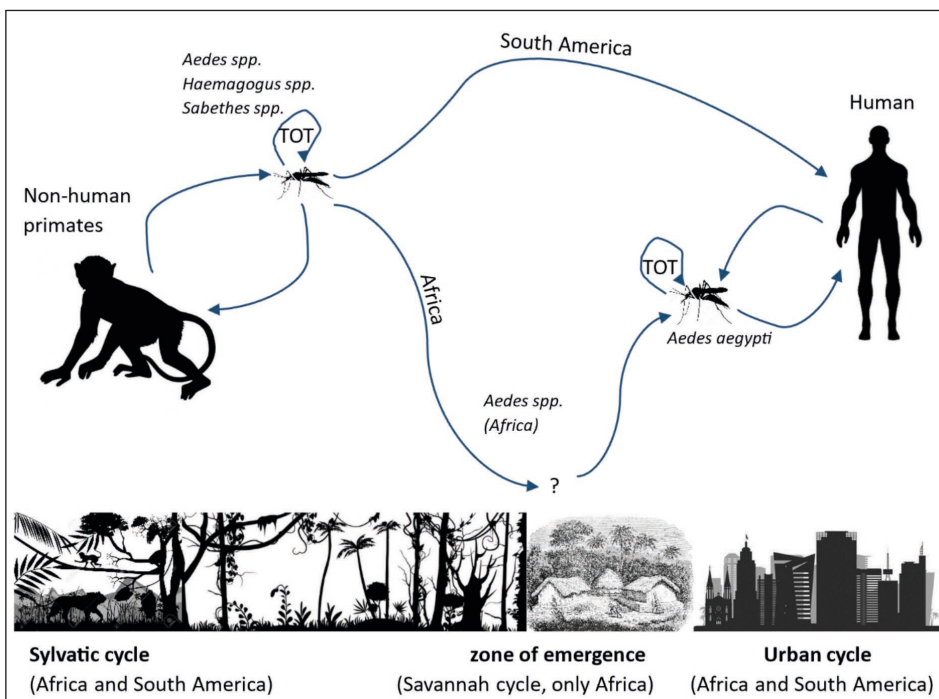 South America
Aedes spp.
Haemagogus spp.
Sabethes spp.
TOT
Human
Non-human
primates
Africa
TOT
Aedes aegypti
Aedes spp.
(Africa)
?
Sylvatic cycle
(Africa and South America)
zone of emergence
(Savannah cycle, only Africa)
Urban cycle
(Africa and South America)